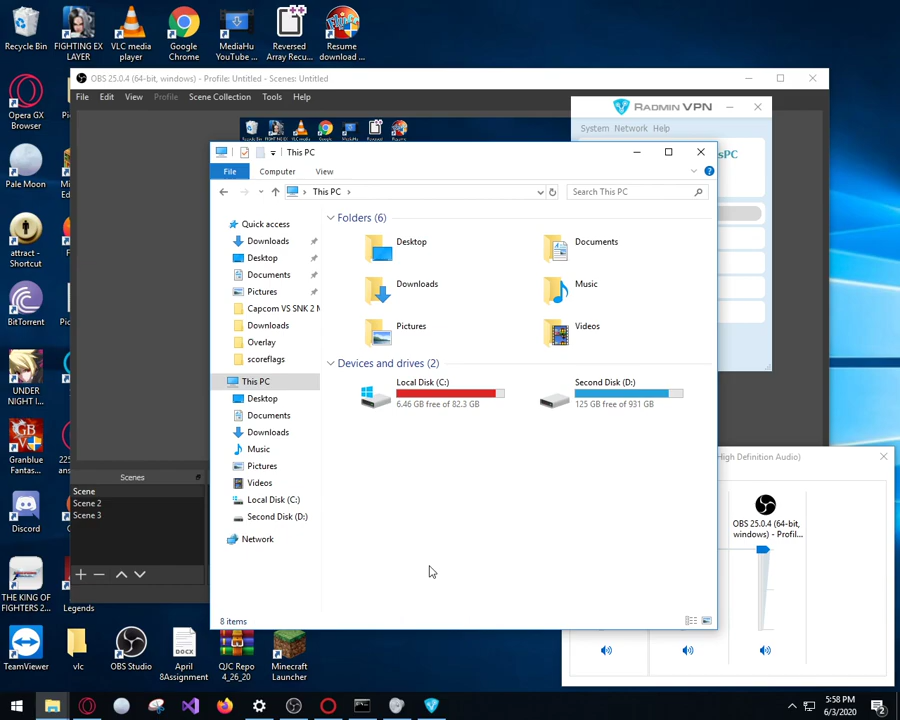 Recycle Bin
FIGHTING EX LAYER
VLC media player
Google Chrome
MediaHu YouTube ...
Reversed Array Recu...
Resume download ...
Opera GX Browser
Pale Moon
attract - Shortcut
BitTorrent
UNDER NIGHT I...
Granblue Fantas...
Discord
THE KING OF FIGHTERS 2...
Legends
TeamViewer
vlc
OBS Studio
April 8Assignment
QJC Repo 4_26_20
Minecraft Launcher
OBS 25.0.4 (64-bit, windows) - Profile: Untitled - Scenes: Untitled
File Edit View Profile Scene Collection Tools Help
Scenes
Scene
Scene 2
Scene 3
RADMIN VPN
System Network Help
sPC
This PC
File Computer View
This PC
Search This PC
Quick access
Downloads
Desktop
Documents
Pictures
Capcom VS SNK 2 M
Downloads
Overlay
scoreflags
This PC
Desktop
Documents
Downloads
Music
Pictures
Videos
Local Disk (C:)
Second Disk (D:)
Network
Folders (6)
Desktop
Documents
Downloads
Music
Pictures
Videos
Devices and drives (2)
Local Disk (C:)
6.46 GB free of 82.3 GB
Second Disk (D:)
125 GB free of 931 GB
8 items
High Definition Audio)
OBS 25.0.4 (64-bit, windows) - Profil...
5:58 PM
6/3/2020
2